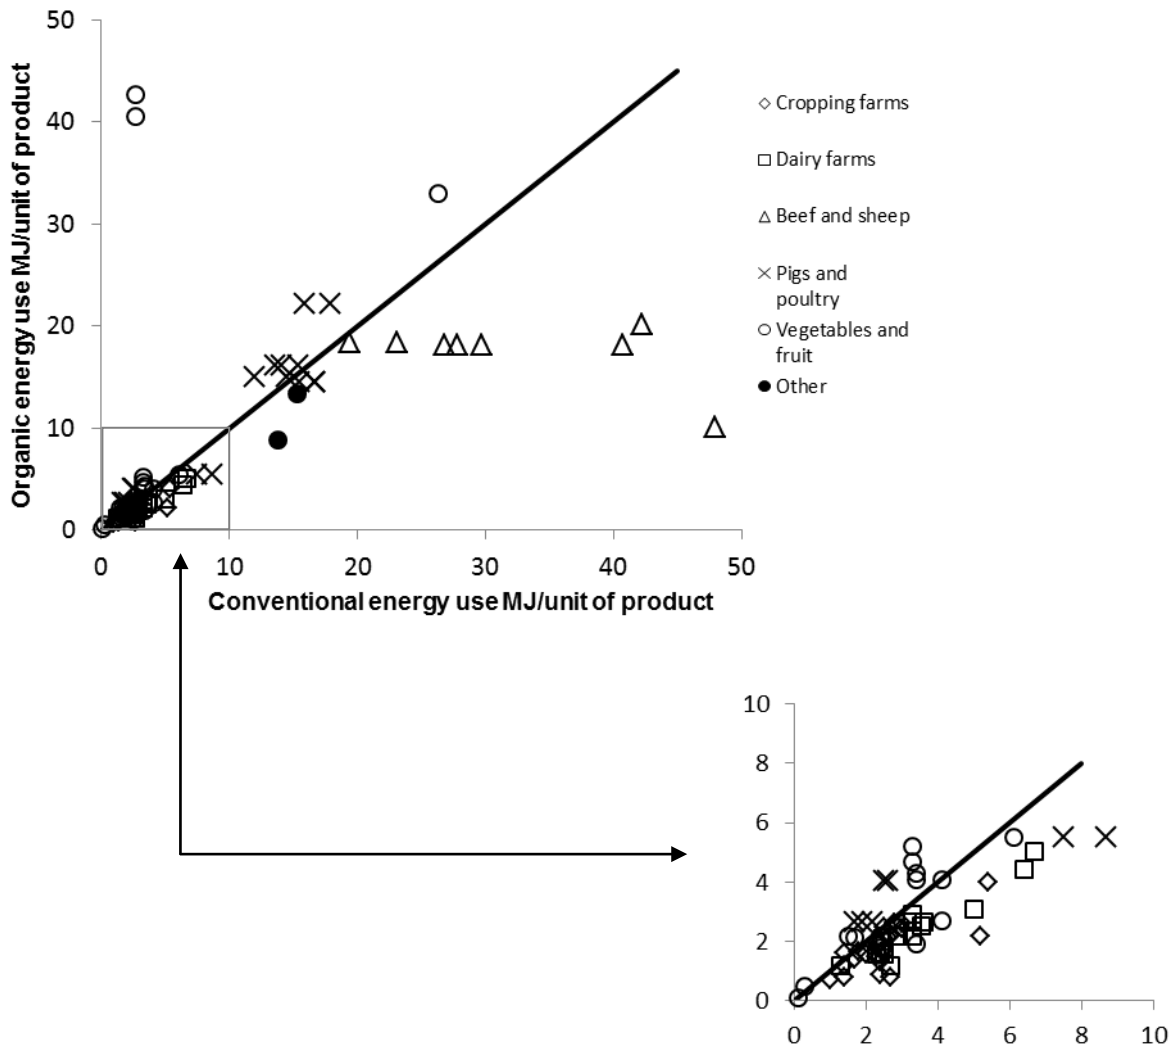 50
40
30
20
10
0
Organic energy use MJ/unit of product
0 10 20 30 40 50
Conventional energy use MJ/unit of product
Cropping farms
Dairy farms
Beef and sheep
Pigs and
poultry
Vegetables and
fruit
Other
10
8
6
4
2
0
0 2 4 6 8 10